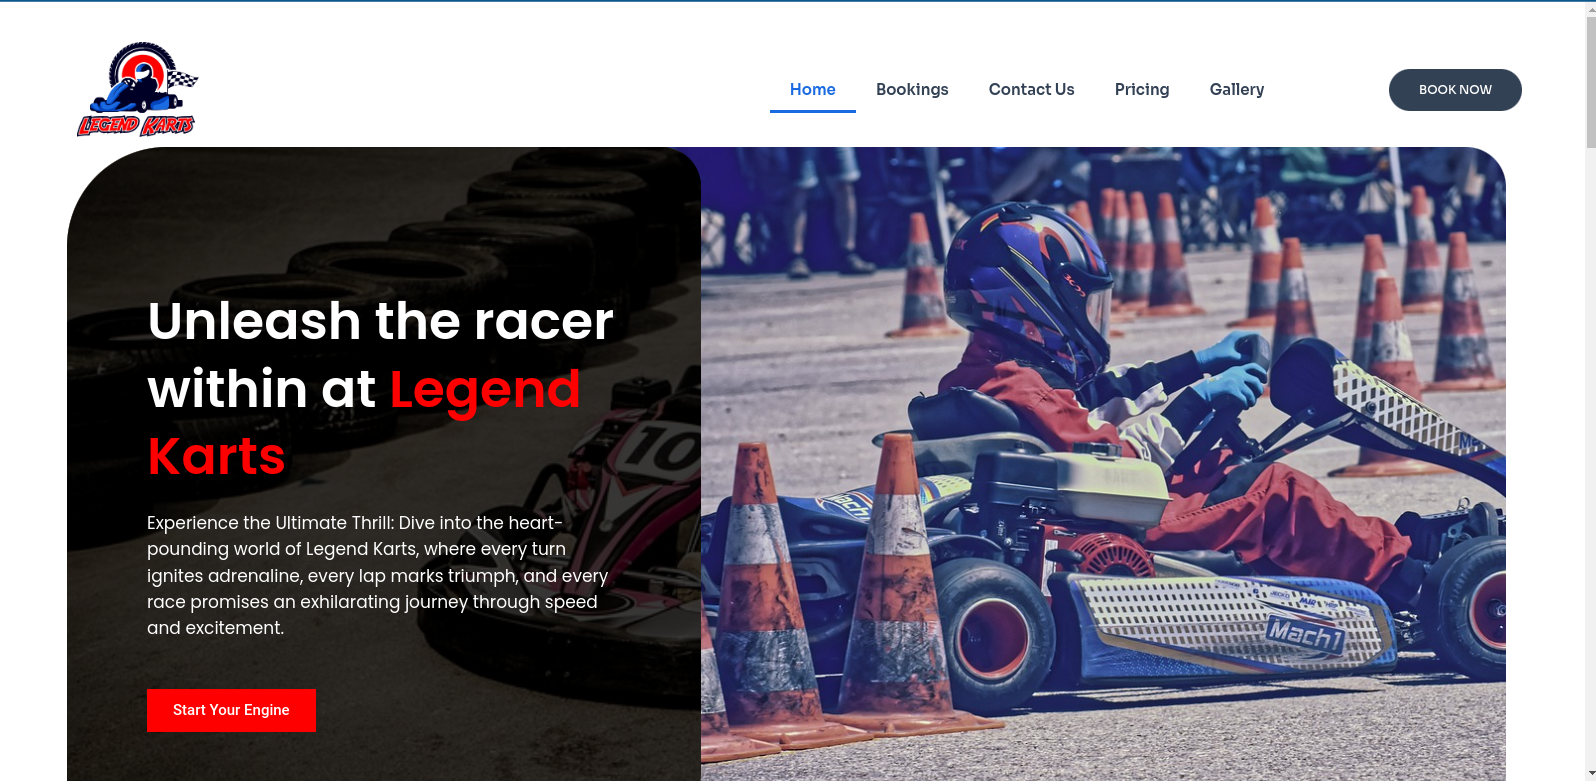 LEGEND KARTS
Home
Bookings
Contact Us
Pricing
Gallery
BOOK NOW
Unleash the racer
within at Legend
Karts
Experience the Ultimate Thrill: Dive into the heart-
pounding world of Legend Karts, where every turn
ignites adrenaline, every lap marks triumph, and every
race promises an exhilarating journey through speed
and excitement.
Start Your Engine
10
Mach1
Mach1